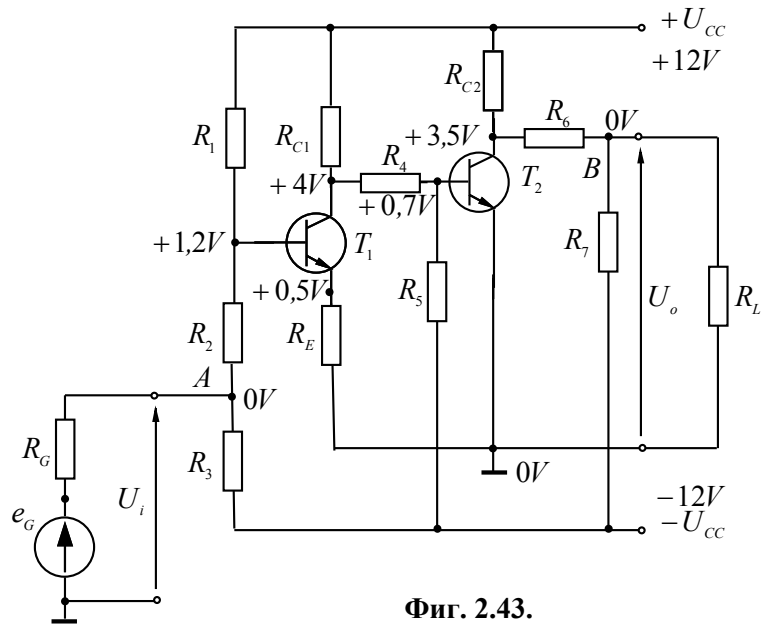 +U_CC
+12V
R_C2
R_1
R_C1
R_6
0V
+3,5V
R_4
B
+4V
T_2
+0,7V
+1,2V
T_1
R_7
+0,5V
R_5
U_o
R_L
R_2
R_E
A
0V
R_G
R_3
0V
U_i
-12V
-U_CC
e_G
Фиг. 2.43.